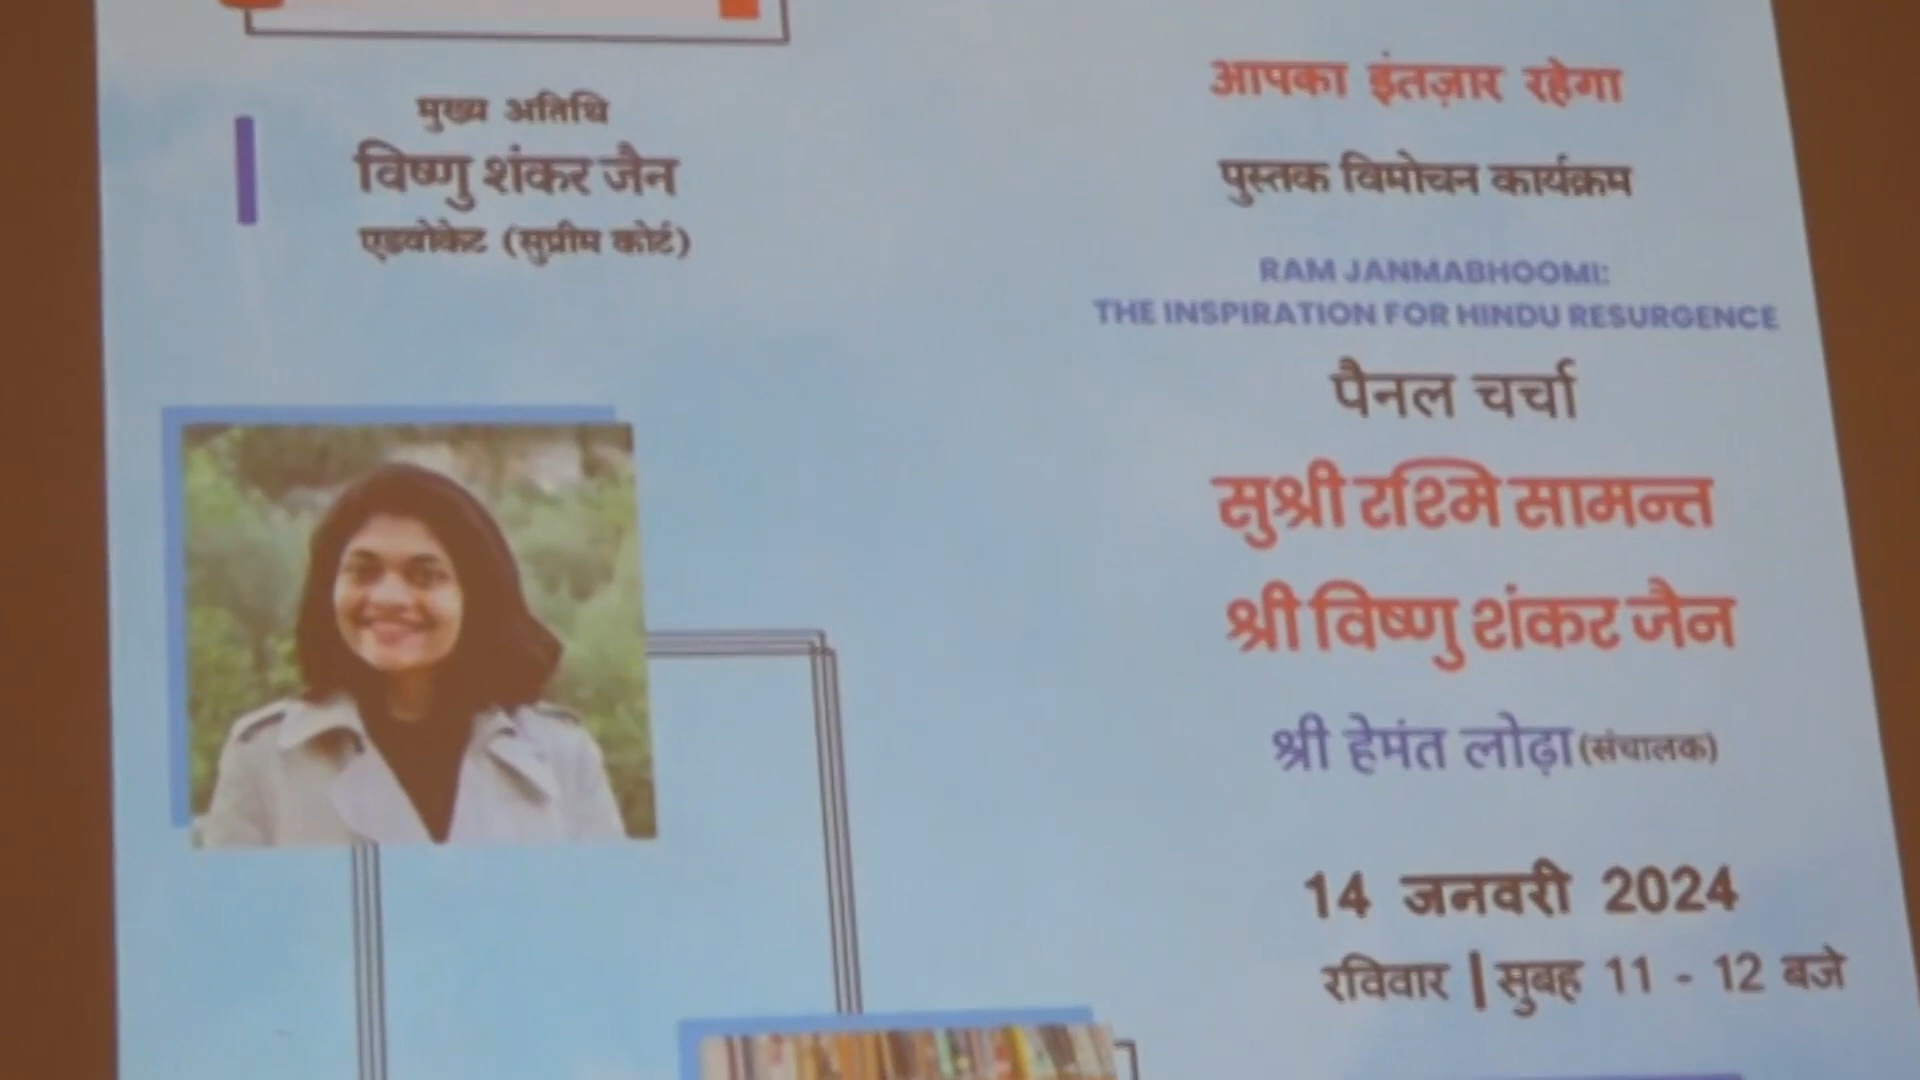 मुख्य अतिथि
विष्णु शंकर जैन
एडवोकेट (सुप्रीम कोर्ट)
आपका इंतज़ार रहेगा
पुस्तक विमोचन कार्यक्रम
RAM JANMABHOOMI:
THE INSPIRATION FOR HINDU RESURGENCE
पैनल चर्चा
सुश्री रश्मि सामन्त
श्री विष्णु शंकर जैन
श्री हेमंत लोढ़ा (संचालक)
14 जनवरी 2024
रविवार | सुबह 11 - 12 बजे